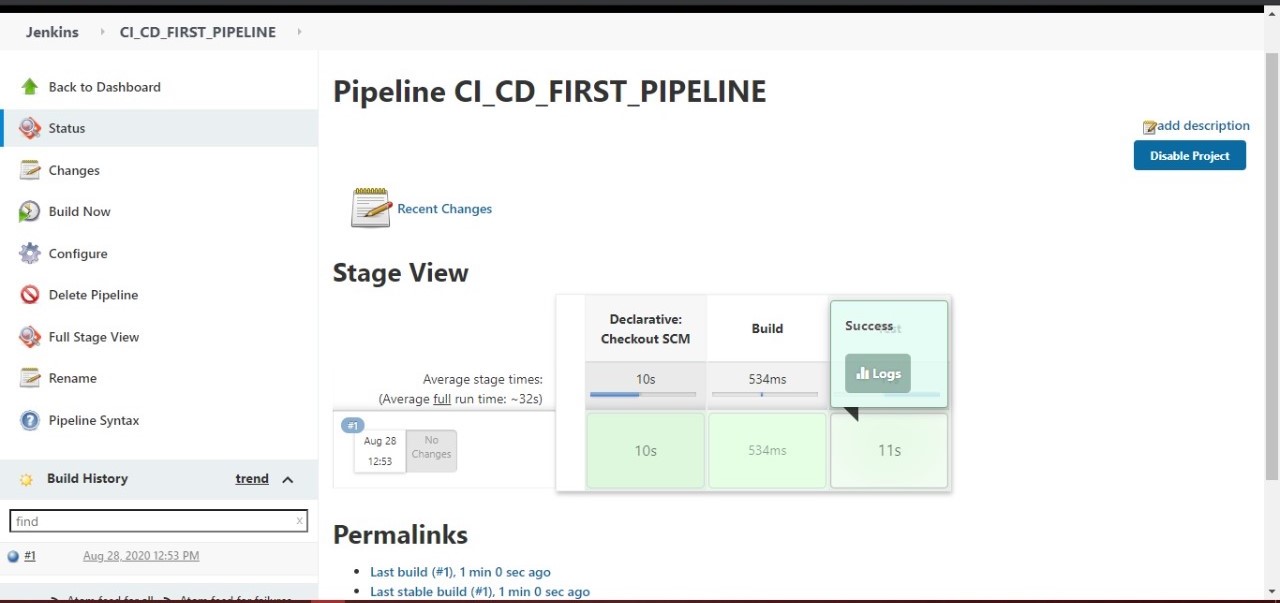 Jenkins CI_CD_FIRST_PIPELINE
Back to Dashboard
Status
Changes
Build Now
Configure
Delete Pipeline
Full Stage View
Rename
Pipeline Syntax
Build History trend
find x
#1 Aug 28, 2020 12:53 PM
Atom feed for all Atom feed for failures
Pipeline CI_CD_FIRST_PIPELINE
add description
Disable Project
Recent Changes
Stage View
Declarative:
Checkout SCM
Build
Success
Logs
Average stage times:
(Average full run time: ~32s)
10s 534ms
#1
Aug 28
12:53
No
Changes
10s 534ms 11s
Permalinks
Last build (#1), 1 min 0 sec ago
Last stable build (#1), 1 min 0 sec ago